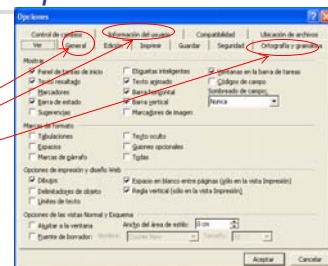 Opciones
Control de cambios Información del usuario Compatibilidad Ubicación de archivos
Ver General Edición Imprimir Guardar Seguridad Ortografía y gramática
Mostrar
Panel de tareas de inicio Etiquetas inteligentes Ventanas en la barra de tareas
Texto resaltado Texto animado Códigos de campo
Marcadores Barra horizontal Sombreado de campo:
Barra de estado Barra vertical Nunca
Sugerencias Marcadores de imagen
Marcas de formato
Tabulaciones Texto oculto
Espacios Guiones opcionales
Marcas de párrafo Todas
Opciones de impresión y diseño Web
Dibujos Espacio en blanco entre páginas (sólo en la vista Impresión)
Delimitadores de objeto Regla vertical (sólo en la vista Impresión)
Límites de texto
Opciones de las vistas Normal y Esquema
Ajustar a la ventana Ancho del área de estilo: 0 cm
Fuente de borrador: Nombre: Courier New Tamaño:
Aceptar Cancelar